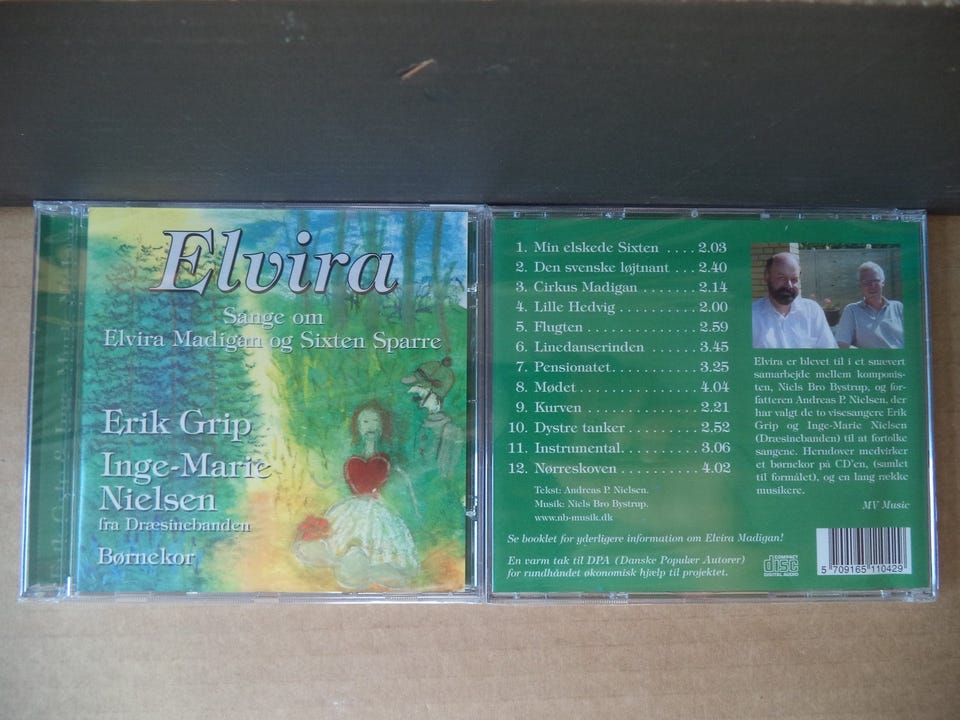 Elvira
Sange om
Elvira Madigan og Sixten Sparre
Erik Grip
Inge-Marie
Nielsen
fra Dræsinebanden
Børnekor
1. Min elskede Sixten .... 2.03
2. Den svenske løjtnant ... 2.40
3. Cirkus Madigan ....... 2.14
4. Lille Hedvig .......... 2.00
5. Flugten .............. 2.59
6. Linedanserinden ...... 3.45
7. Pensionatet ........... 3.25
8. Mødet ............... 4.04
9. Kurven .............. 2.21
10. Dystre tanker ......... 2.52
11. Instrumental .......... 3.06
12. Nørreskoven .......... 4.02
Tekst: Andreas P. Nielsen.
Musik: Niels Bro Bystrup.
www.nb-musik.dk
Se booklet for yderligere information om Elvira Madigan!
En varm tak til DPA (Danske Populær Autorer)
for rundhåndet økonomisk hjælp til projektet.
Elvira er blevet til i et snævert
samarbejde mellem komponis-
ten, Niels Bro Bystrup, og for-
fatteren Andreas P. Nielsen, der
har valgt de to visesangere Erik
Grip og Inge-Marie Nielsen
(Dræsinebanden) til at fortolke
sangene. Herudover medvirker
et børnekor på CD'en, (samlet
til formålet), og en lang række
musikere.
MV Music
COMPACT
disc
DIGITAL AUDIO
5 709165 110429